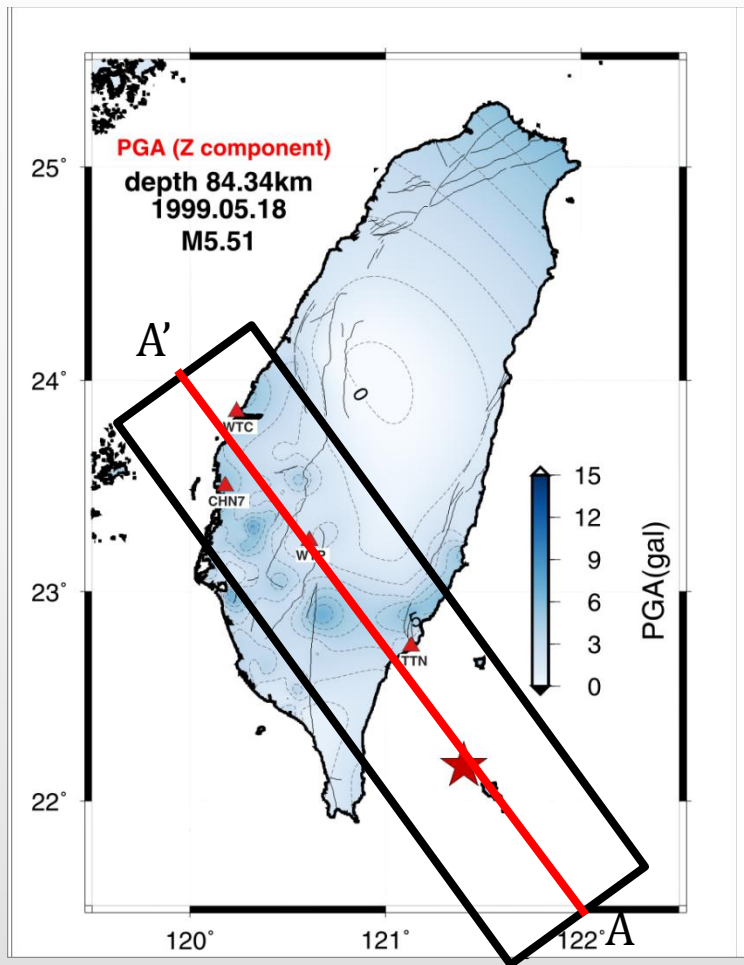 PGA (Z component)
depth 84.34km
1999.05.18
M5.51
25°
24°
23°
22°
A'
WTC
CHN7
WTP
TTN
0
5
15
12
9
6
3
0
PGA(gal)
120°
121°
122°
A